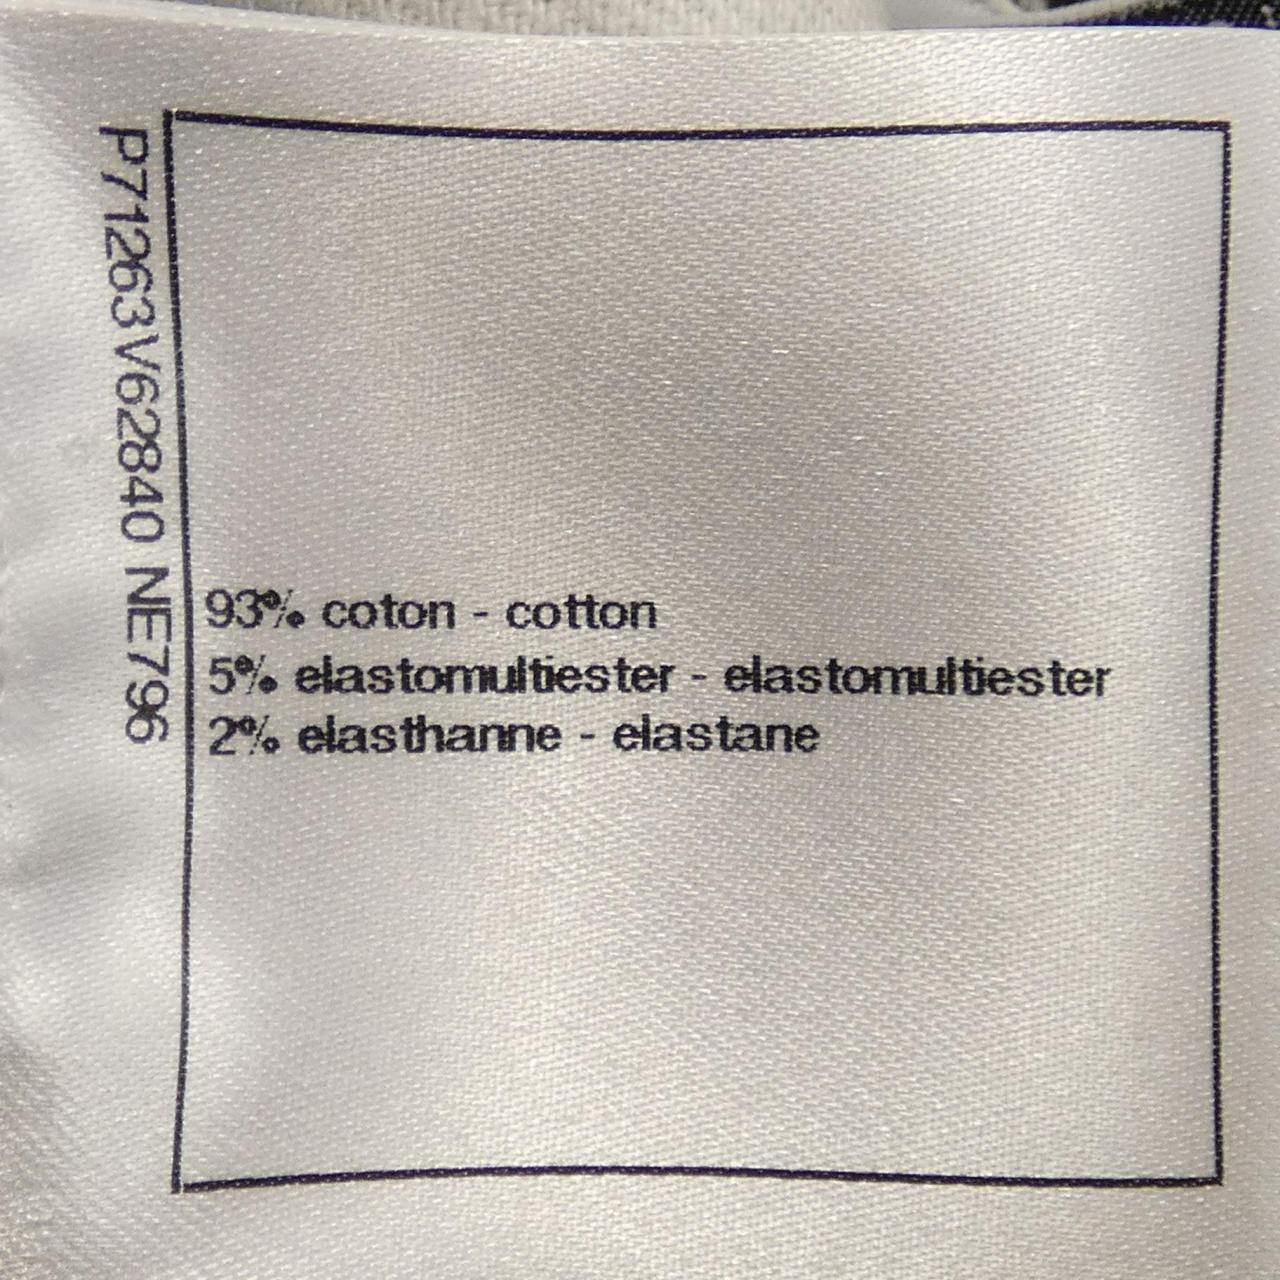 P71263V62840 NE796
93% coton - cotton
5% elastomultiester - elastomultiester
2% elasthanne - elastane